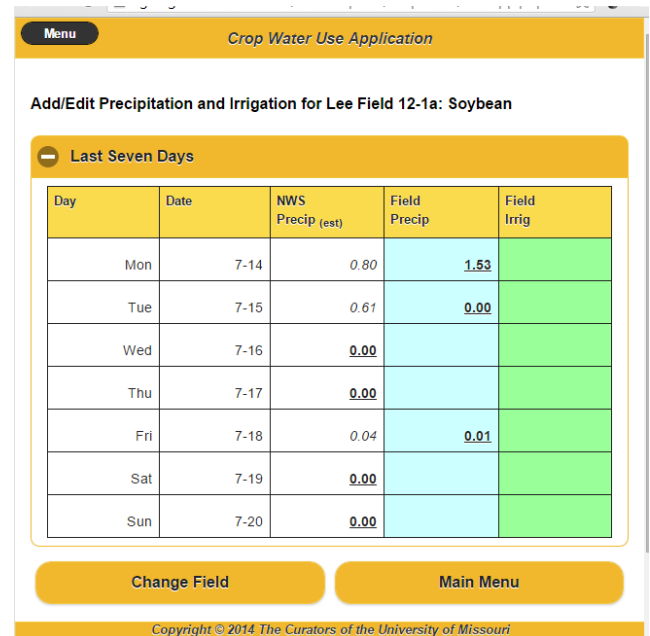 Menu
Crop Water Use Application
Add/Edit Precipitation and Irrigation for Lee Field 12-1a: Soybean
Last Seven Days
Day Date NWS Precip (est) Field Precip Field Irrig
Mon 7-14 0.80 1.53
Tue 7-15 0.61 0.00
Wed 7-16 0.00
Thu 7-17 0.00
Fri 7-18 0.04 0.01
Sat 7-19 0.00
Sun 7-20 0.00
Change Field Main Menu
Copyright © 2014 The Curators of the University of Missouri